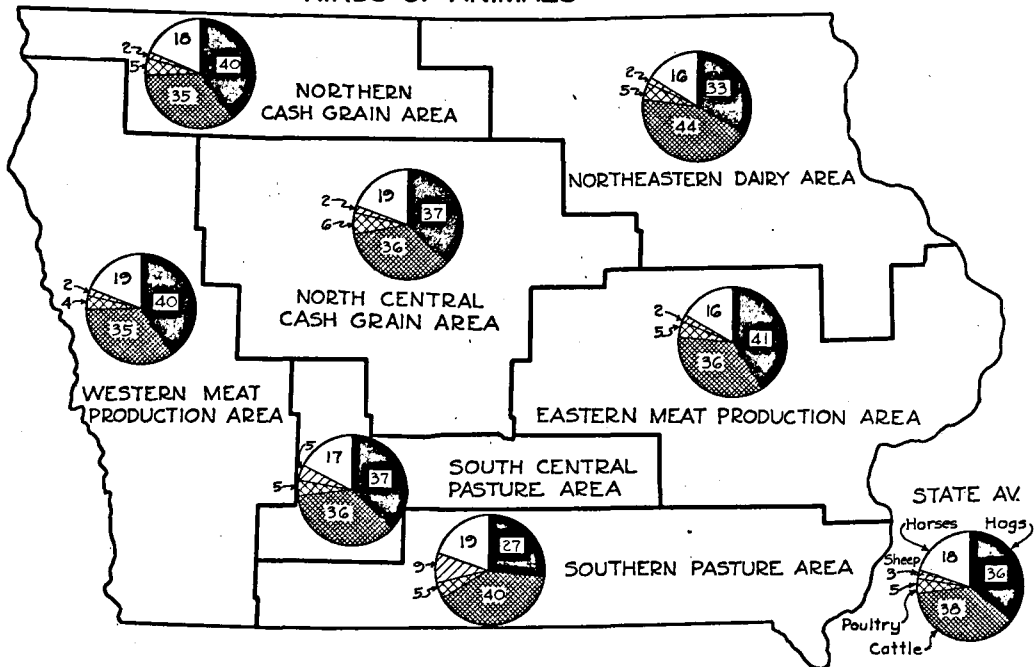 18
40
2
5
35
NORTHERN
CASH GRAIN AREA
16
33
2
5
44
NORTHEASTERN DAIRY AREA
19
37
2
6
36
NORTH CENTRAL
CASH GRAIN AREA
19
40
2
4
35
WESTERN MEAT
PRODUCTION AREA
16
41
2
5
36
EASTERN MEAT PRODUCTION AREA
17
37
5
5
36
SOUTH CENTRAL
PASTURE AREA
19
27
9
5
40
SOUTHERN PASTURE AREA
STATE AV.
Horses Hogs
18
36
Sheep
3
5
38
Poultry
Cattle